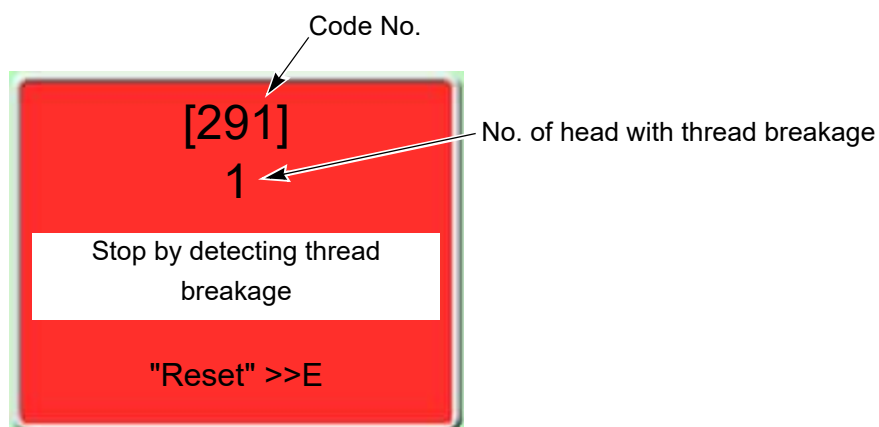 Code No.
[291]
No. of head with thread breakage
1
Stop by detecting thread
breakage
"Reset" >>E